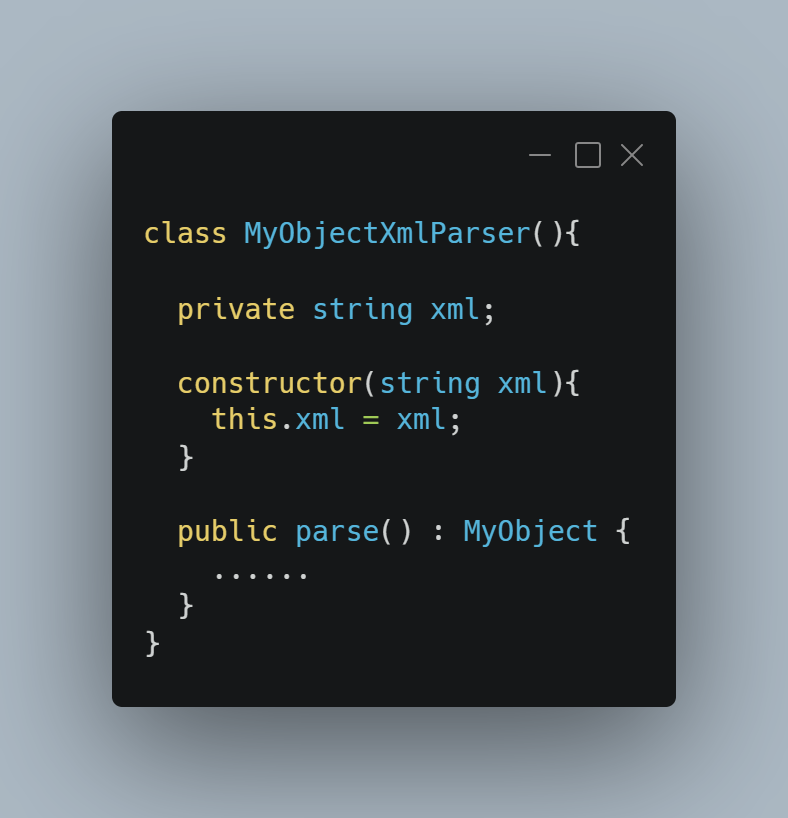 class MyObjectXmlParser(){
private string xml;
constructor(string xml){
this.xml = xml;
}
public parse() : MyObject {
......
}
}